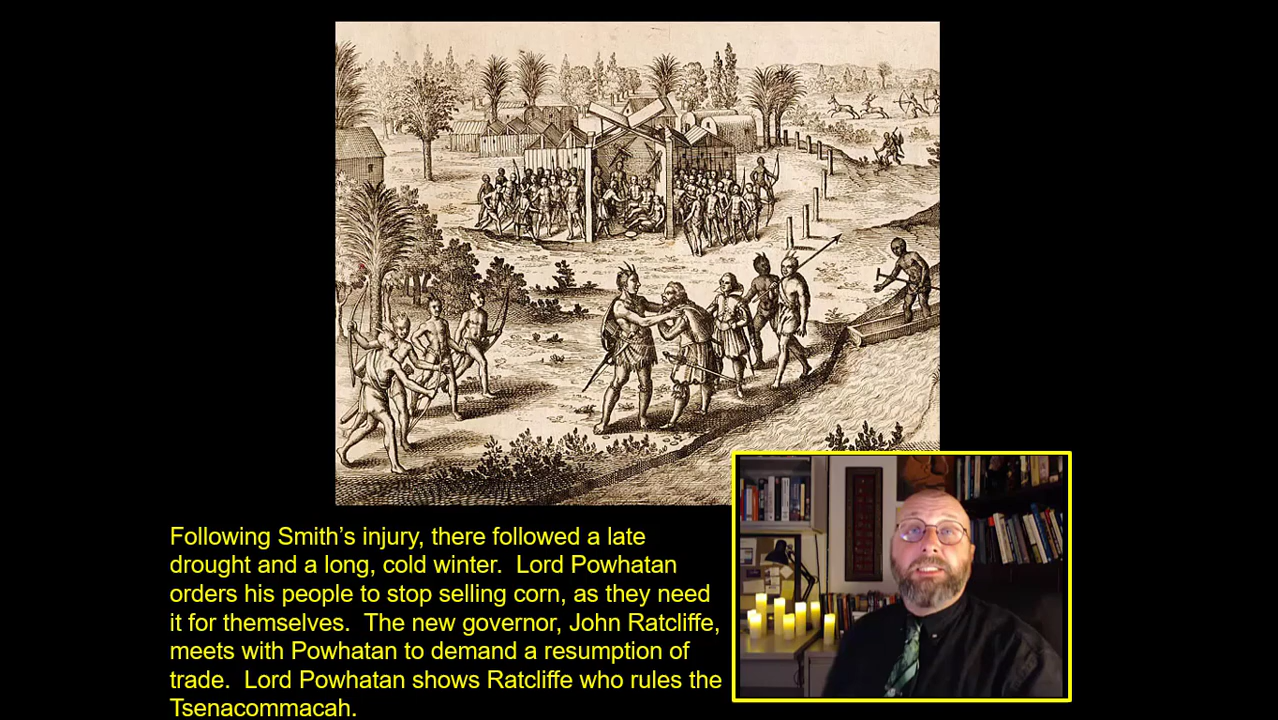 Following Smith’s injury, there followed a late
drought and a long, cold winter.  Lord Powhatan
orders his people to stop selling corn, as they need
it for themselves.  The new governor, John Ratcliffe,
meets with Powhatan to demand a resumption of
trade.  Lord Powhatan shows Ratcliffe who rules the
Tsenacommacah.